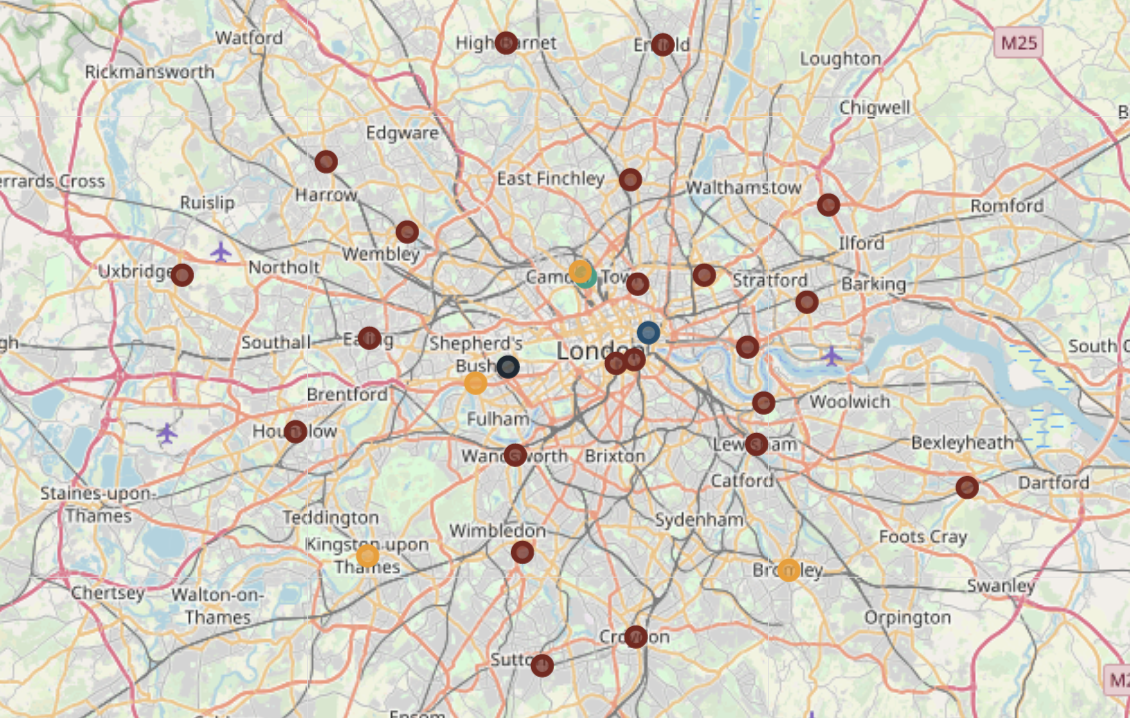 Watford
High Barnet
Enfield
M25
Loughton
Rickmansworth
Chigwell
Edgware
East Finchley
Walthamstow
errards Cross
Harrow
Ruislip
Romford
Ilford
Wembley
Uxbridge
Northolt
Camden Town
Stratford
Barking
Southall
Ealing
Shepherd's
Bush
London
South O
gh
Brentford
Woolwich
Fulham
Hounslow
Lewisham
Bexleyheath
Wandsworth
Brixton
Catford
Dartford
Staines-upon-
Thames
Teddington
Wimbledon
Sydenham
Foots Cray
Kingston upon
Thames
Bromley
Swanley
Chertsey
Walton-on-
Thames
Orpington
Croydon
Sutton
M2